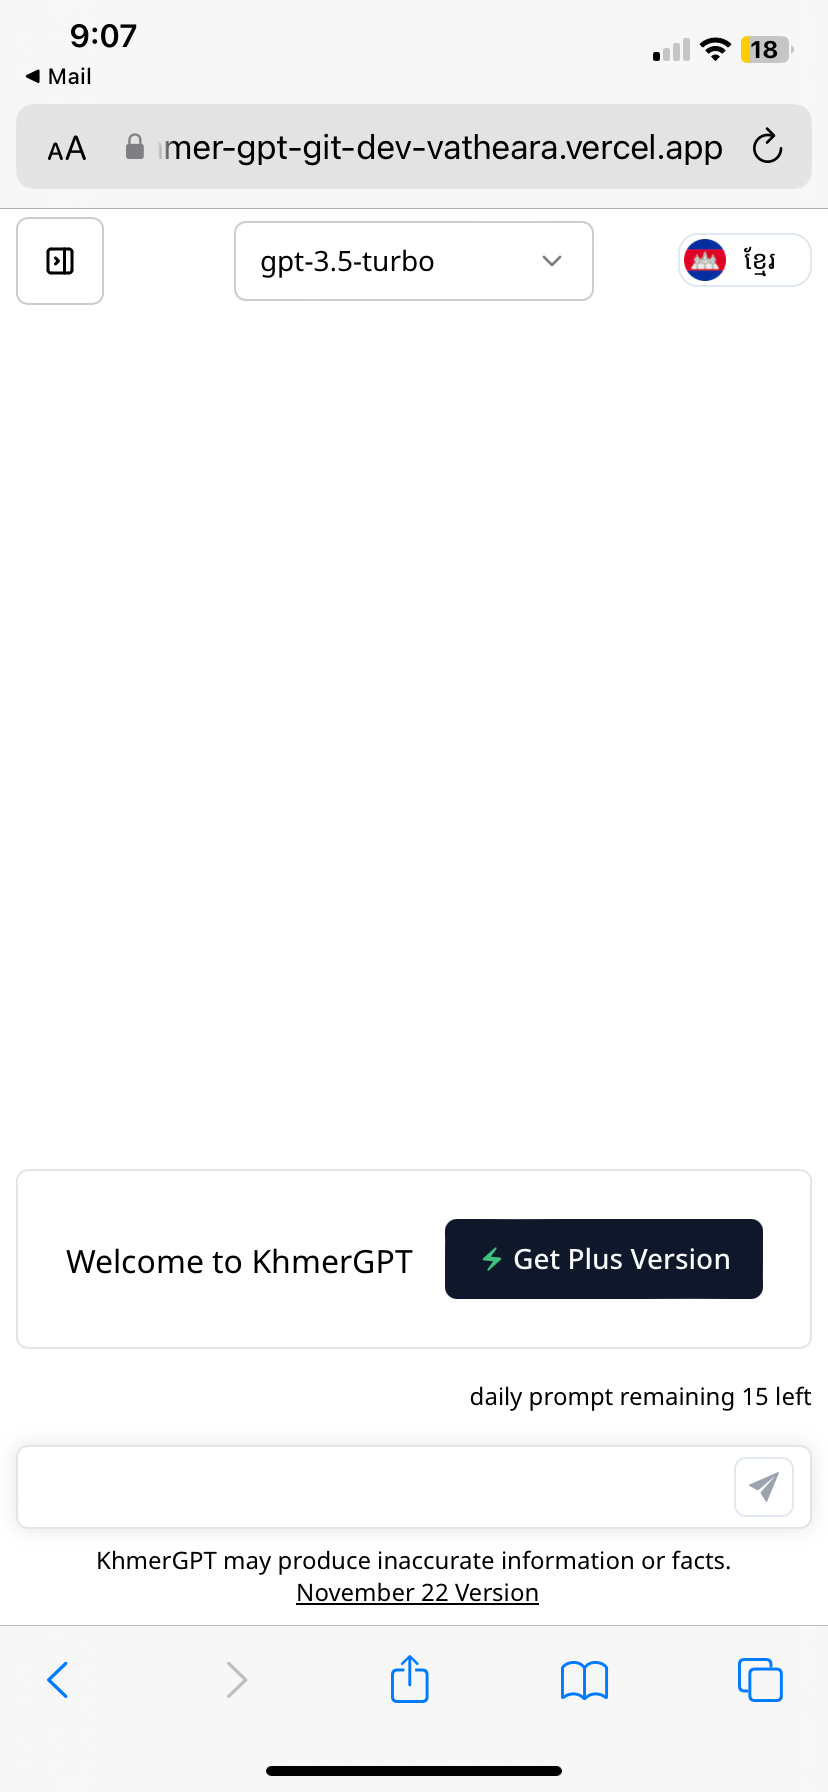 9:07
18
Mail
AA
mer-gpt-git-dev-vatheara.vercel.app
gpt-3.5-turbo
ខ្មែរ
Welcome to KhmerGPT
Get Plus Version
daily prompt remaining 15 left
KhmerGPT may produce inaccurate information or facts.
November 22 Version